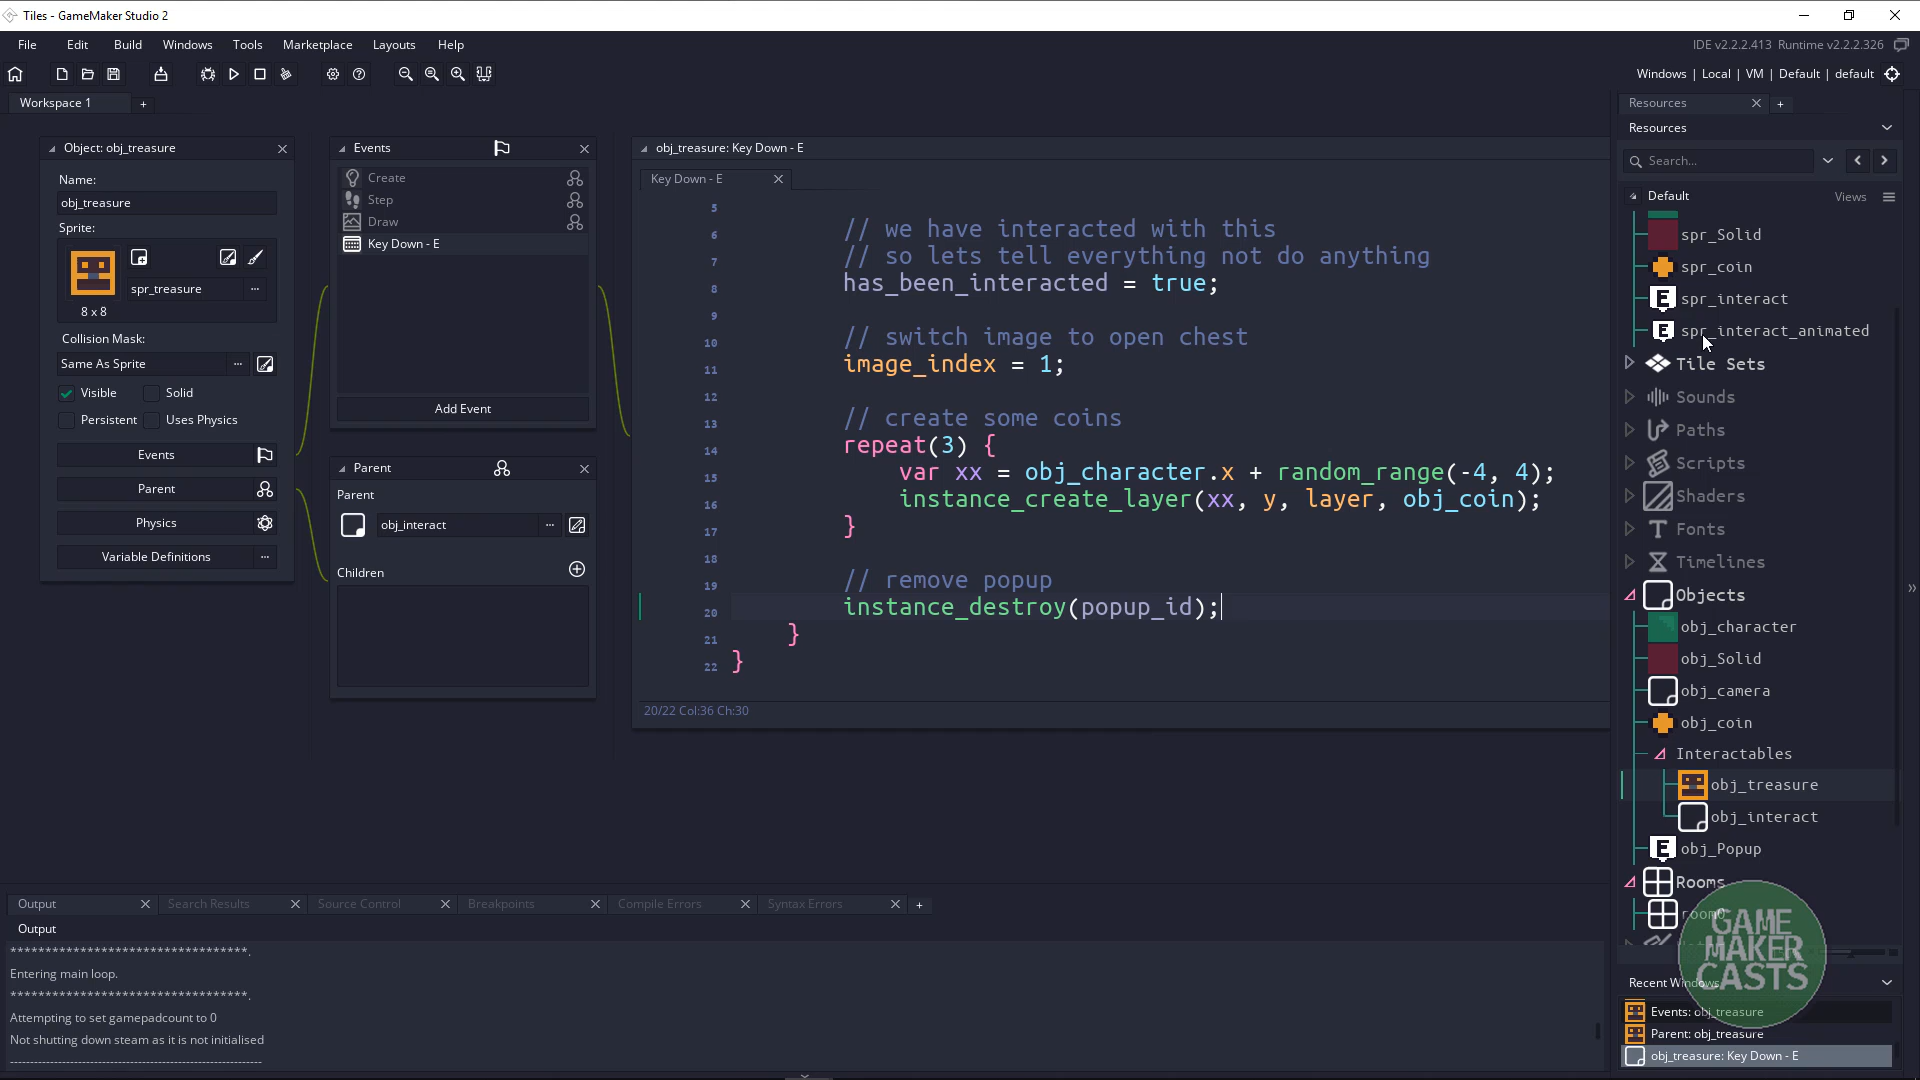 Tiles - GameMaker Studio 2
File Edit Build Windows Tools Marketplace Layouts Help
IDE v2.2.2.413 Runtime v2.2.2.326
Windows | Local | VM | Default | default
Workspace 1 +
Object: obj_treasure
Name:
obj_treasure
Sprite:
spr_treasure ...
8 x 8
Collision Mask:
Same As Sprite ...
Visible Solid
Persistent Uses Physics
Events
Parent
Physics
Variable Definitions ...
Events
Create
Step
Draw
Key Down - E
Add Event
Parent
Parent
obj_interact ...
Children
obj_treasure: Key Down - E
Key Down - E
5
6 // we have interacted with this
7 // so lets tell everything not do anything
8 has_been_interacted = true;
9
10 // switch image to open chest
11 image_index = 1;
12
13 // create some coins
14 repeat(3) {
15 var xx = obj_character.x + random_range(-4, 4);
16 instance_create_layer(xx, y, layer, obj_coin);
17 }
18
19 // remove popup
20 instance_destroy(popup_id);
21 }
22 }
20/22 Col:36 Ch:30
Resources +
Resources
Search...
Default Views
spr_Solid
spr_coin
E spr_interact
E spr_interact_animated
Tile Sets
Sounds
Paths
Scripts
Shaders
Fonts
Timelines
Objects
obj_character
obj_Solid
obj_camera
obj_coin
Interactables
obj_treasure
obj_interact
E obj_Popup
Rooms
room0
GAME
MAKER
CASTS
Recent Windows
Events: obj_treasure
Parent: obj_treasure
obj_treasure: Key Down - E
Output Search Results Source Control Breakpoints Compile Errors Syntax Errors +
Output
**********************************.
Entering main loop.
**********************************.
Attempting to set gamepadcount to 0
Not shutting down steam as it is not initialised